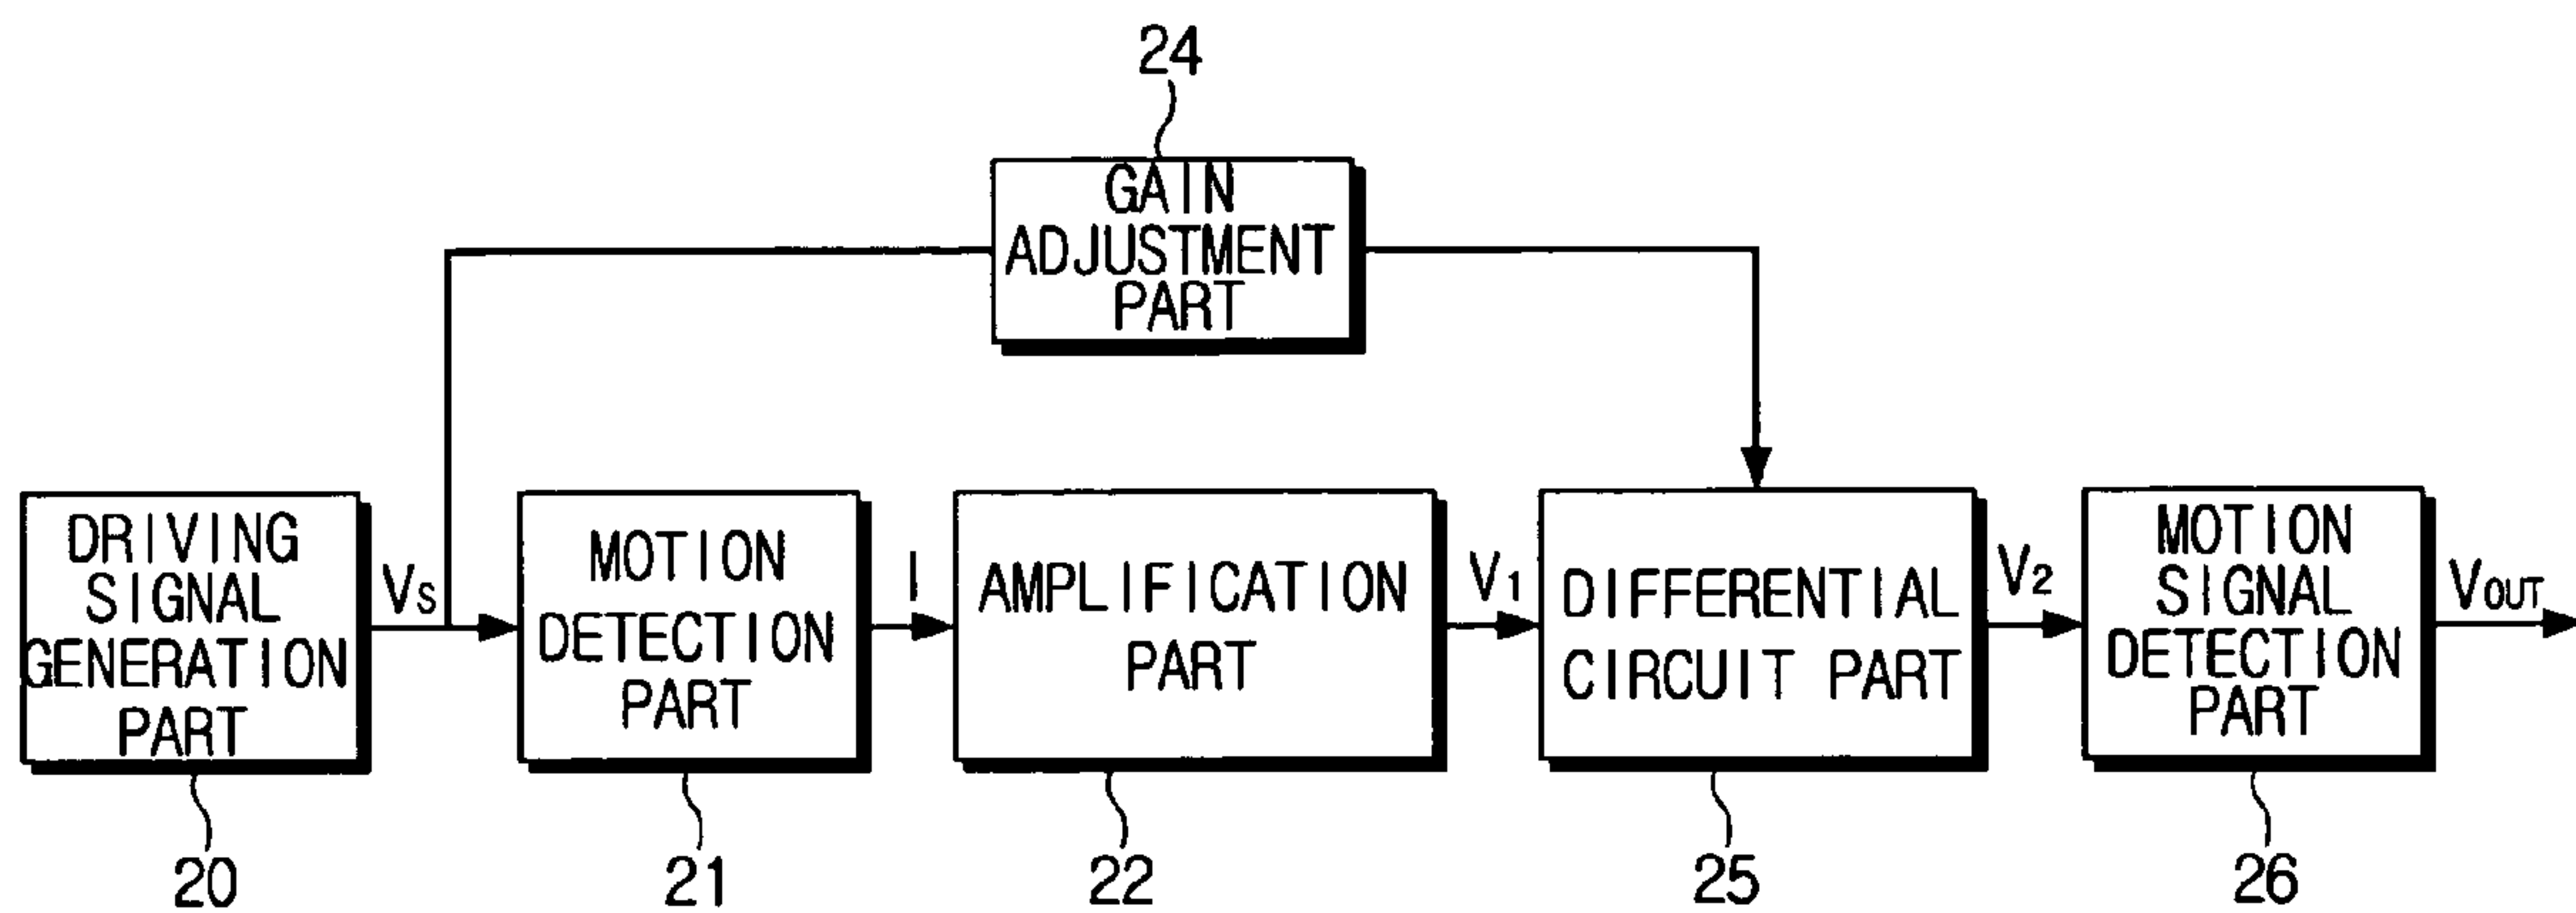 24
GAIN
ADJUSTMENT
PART
DRIVING
SIGNAL
GENERATION
PART
VS
MOTION
DETECTION
PART
I
AMPLIFICATION
PART
V1
DIFFERENTIAL
CIRCUIT PART
V2
MOTION
SIGNAL
DETECTION
PART
VOUT
20
21
22
25
26